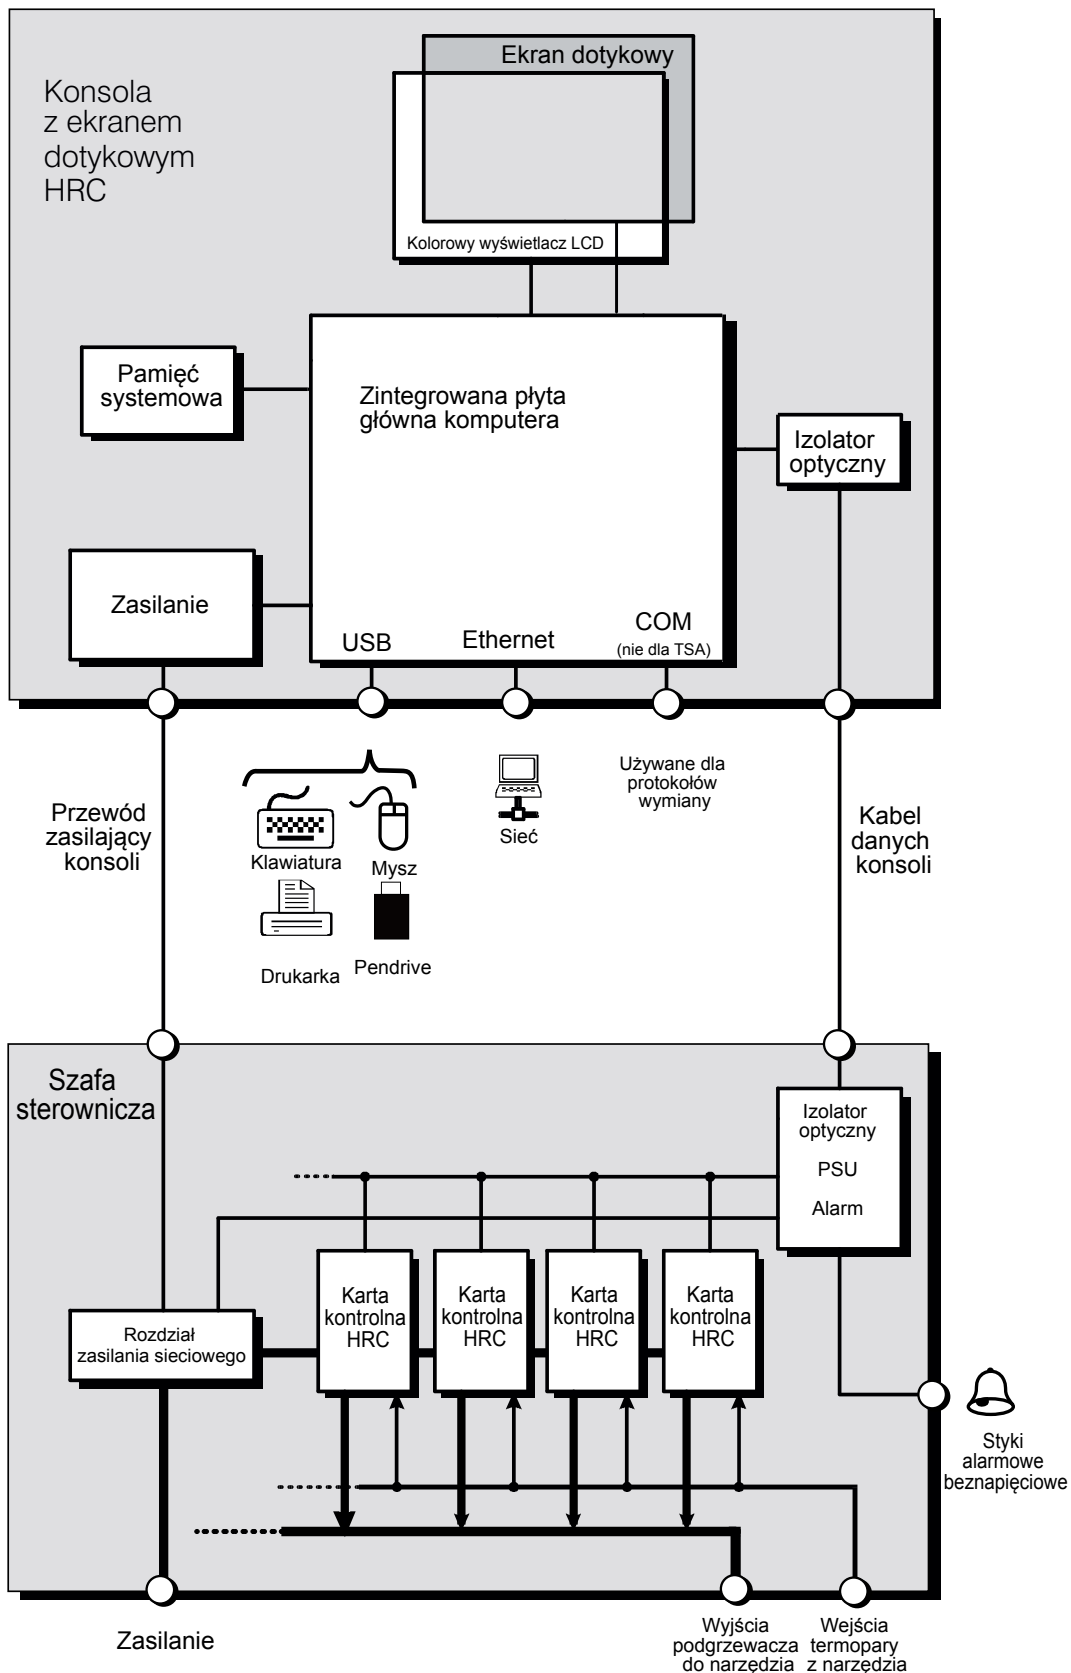 Ekran dotykowy
Konsola
z ekranem
dotykowym
HRC
Kolorowy wyświetlacz LCD
Pamięć
systemowa
Zintegrowana płyta
główna komputera
Izolator
optyczny
Zasilanie
USB
Ethernet
COM
(nie dla TSA)
Przewód
zasilający
konsoli
Klawiatura
Mysz
Drukarka
Pendrive
Sieć
Używane dla
protokołów
wymiany
Kabel
danych
konsoli
Szafa
sterownicza
Izolator
optyczny
PSU
Alarm
Karta
kontrolna
HRC
Karta
kontrolna
HRC
Karta
kontrolna
HRC
Karta
kontrolna
HRC
Rozdział
zasilania sieciowego
Styki
alarmowe
beznapięciowe
Zasilanie
Wyjścia
podgrzewacza
do narzędzia
Wejścia
termopary
z narzędzia